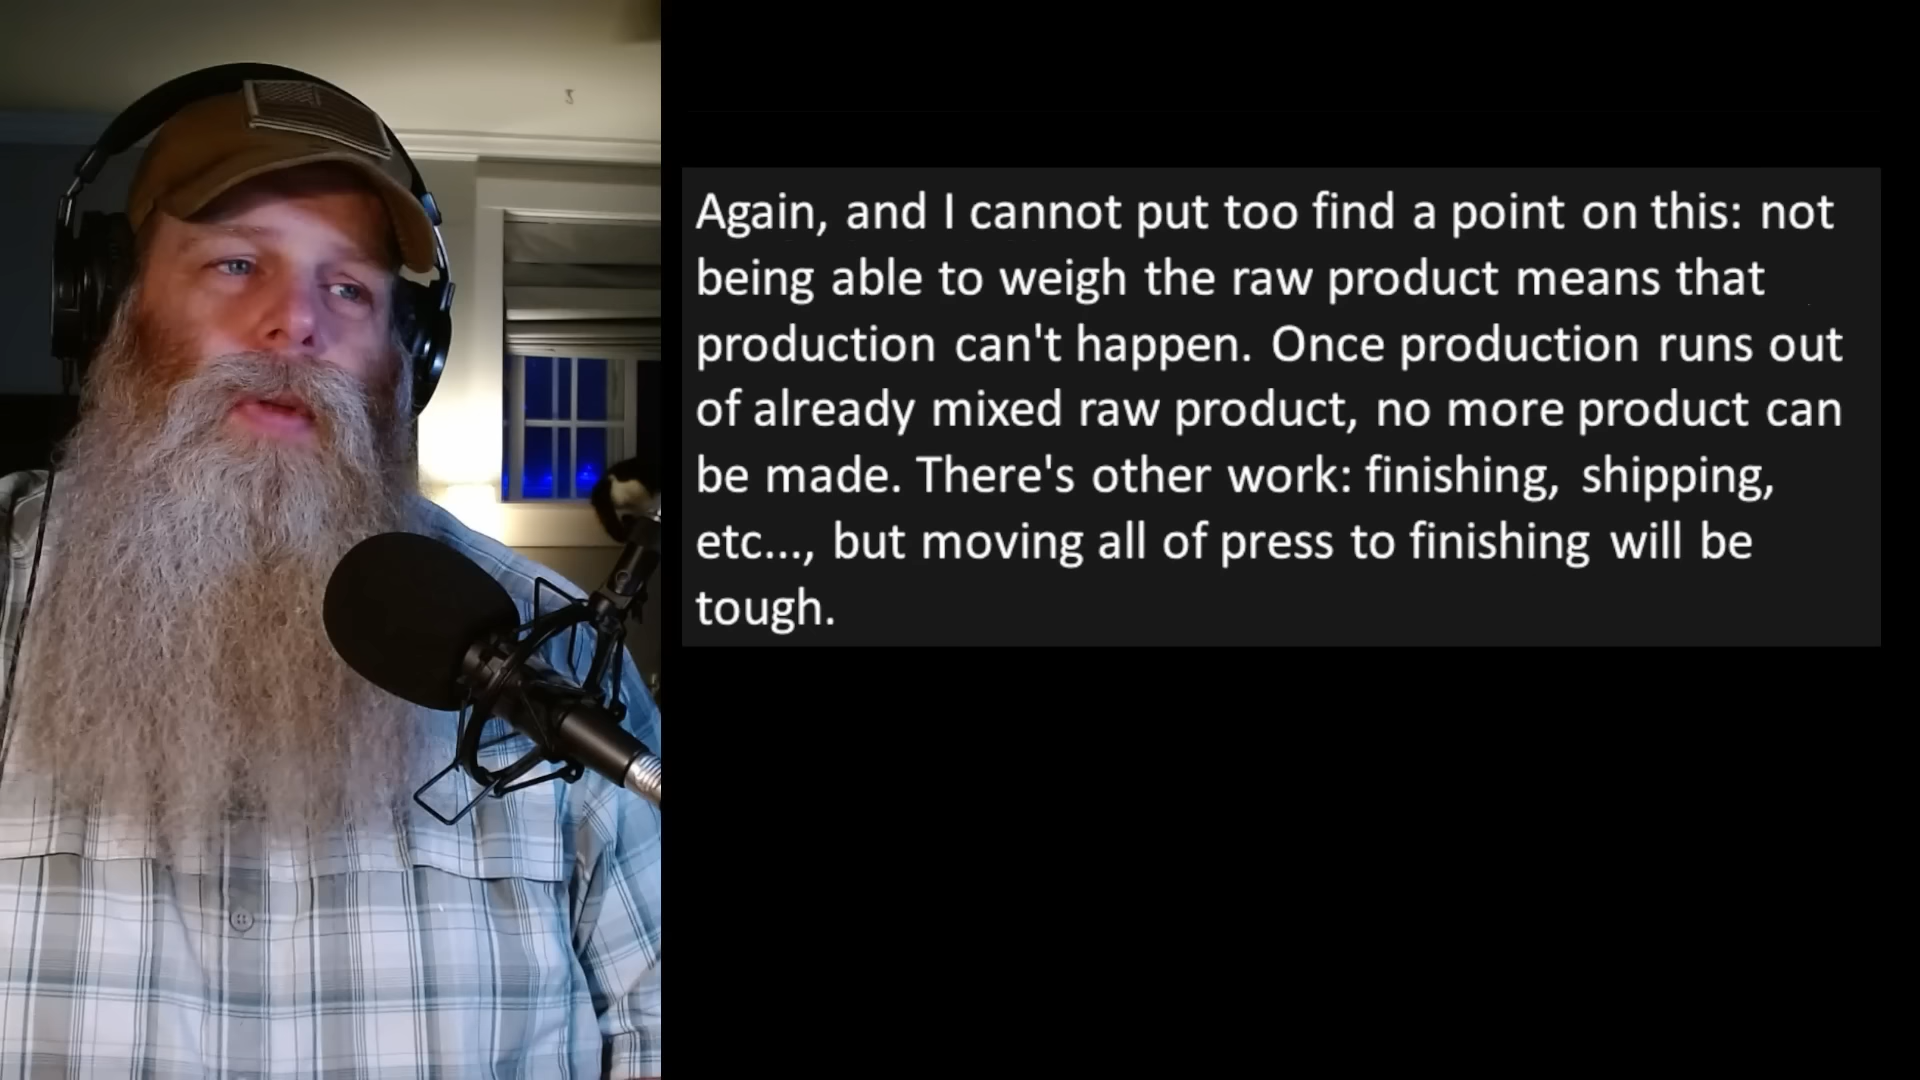 Again, and I cannot put too find a point on this: not
being able to weigh the raw product means that
production can't happen. Once production runs out
of already mixed raw product, no more product can
be made. There's other work: finishing, shipping,
etc..., but moving all of press to finishing will be
tough.